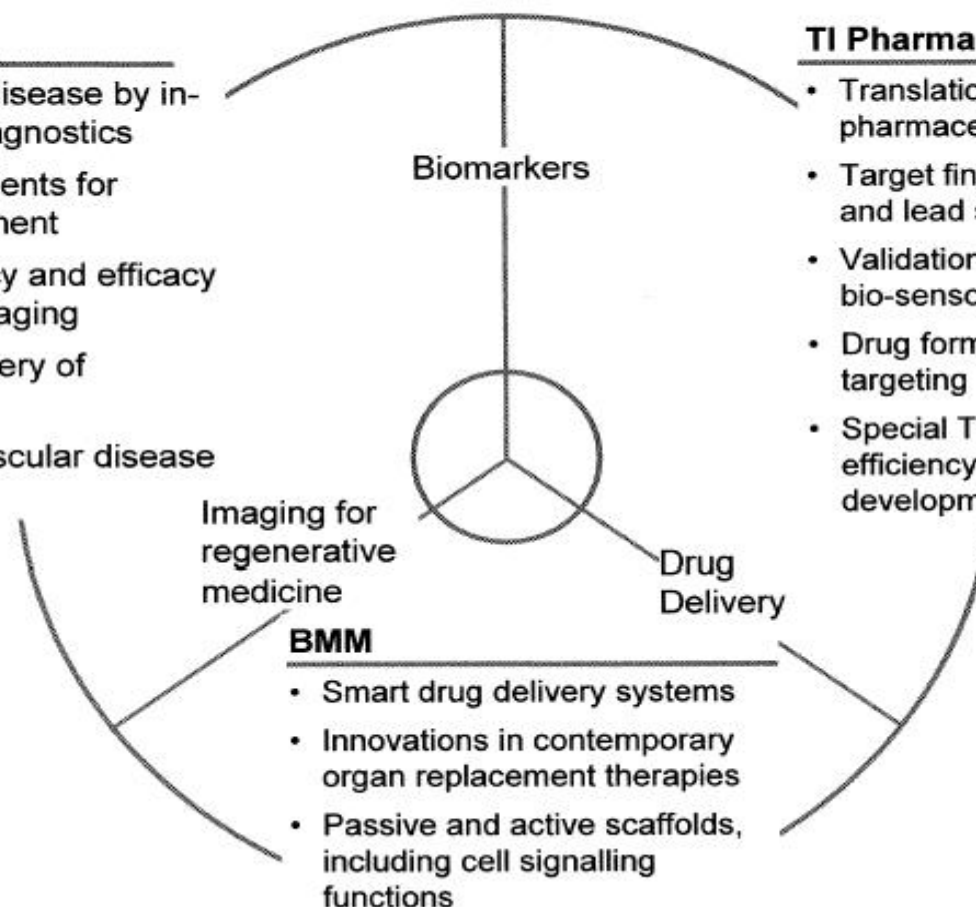 isease by in-
gnostics
ents for
nent
y and efficacy
aging
ery of
scular disease
Biomarkers
TI Pharma
• Translatio
pharmace
• Target fin
and lead
• Validation
bio-senso
• Drug form
targeting
• Special T
efficiency
developm
Imaging for
regenerative
medicine
Drug
Delivery
BMM
• Smart drug delivery systems
• Innovations in contemporary
organ replacement therapies
• Passive and active scaffolds,
including cell signalling
functions